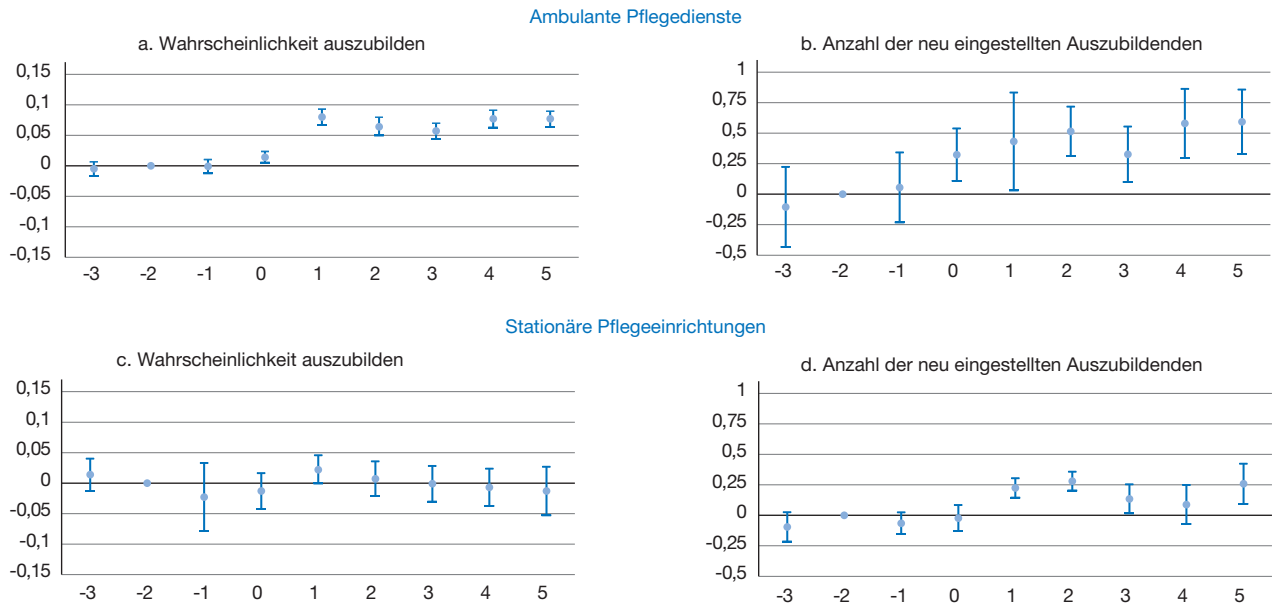 Ambulante Pflegedienste
a. Wahrscheinlichkeit auszubilden
0,15
0,1
0,05
0
-0,05
-0,1
-0,15
-3 -2 -1 0 1 2 3 4 5
b. Anzahl der neu eingestellten Auszubildenden
1
0,75
0,5
0,25
0
-0,25
-0,5
-3 -2 -1 0 1 2 3 4 5
Stationäre Pflegeeinrichtungen
c. Wahrscheinlichkeit auszubilden
0,15
0,1
0,05
0
-0,05
-0,1
-0,15
-3 -2 -1 0 1 2 3 4 5
d. Anzahl der neu eingestellten Auszubildenden
1
0,75
0,5
0,25
0
-0,25
-0,5
-3 -2 -1 0 1 2 3 4 5